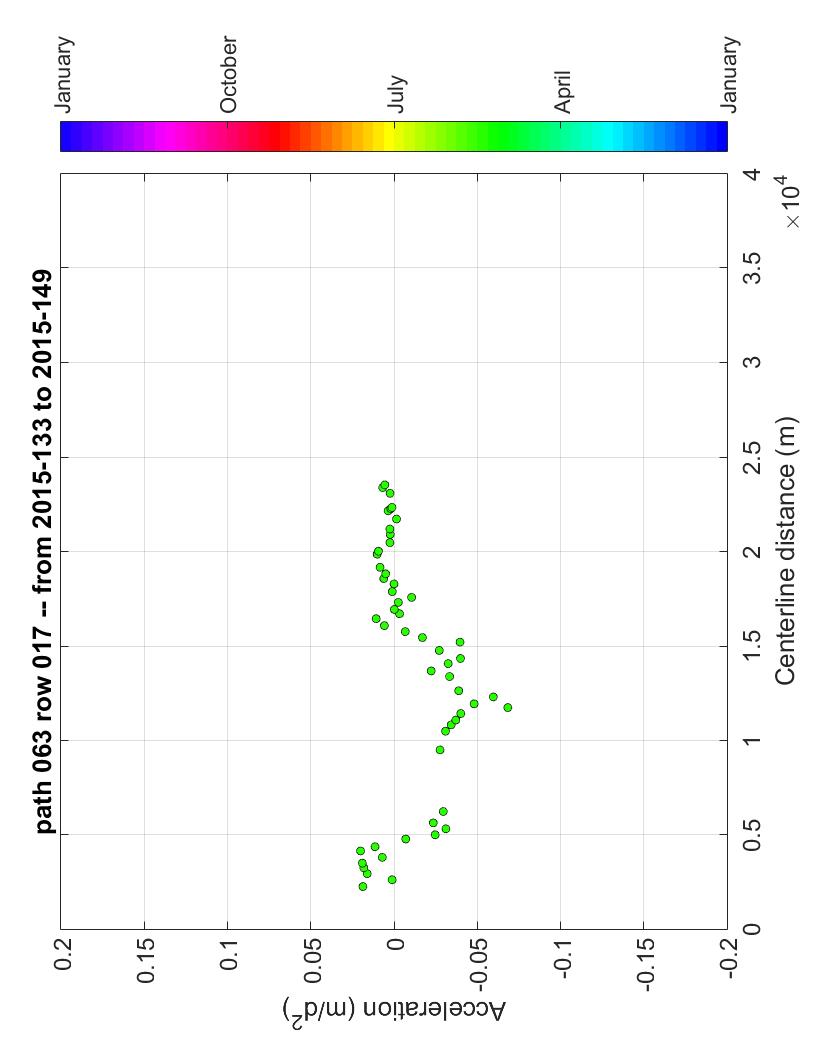 path 063 row 017 -- from 2015-133 to 2015-149
0.2
0.15
0.1
0.05
0
-0.05
-0.1
-0.15
-0.2
Acceleration (m/d²)
0
0.5
1
1.5
2
2.5
3
3.5
4
×10⁴
Centerline distance (m)
January
October
July
April
January